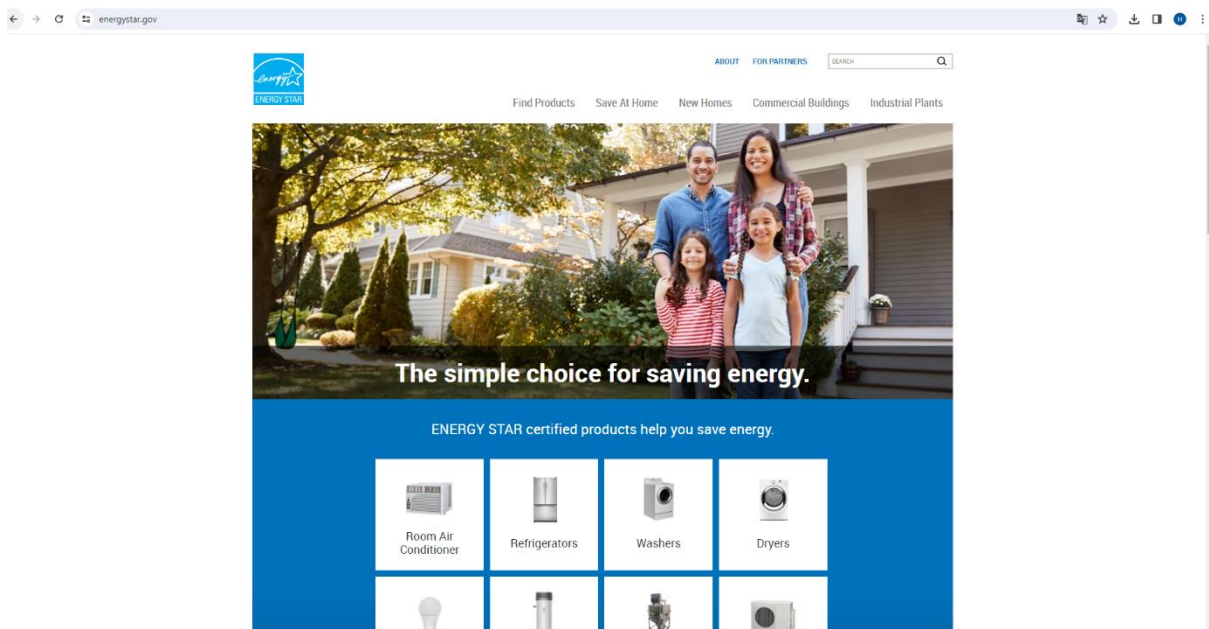 energystar.gov
H
ABOUT FOR PARTNERS SEARCH
energy
ENERGY STAR
Find Products Save At Home New Homes Commercial Buildings Industrial Plants
The simple choice for saving energy.
ENERGY STAR certified products help you save energy.
Room Air
Conditioner
Refrigerators
Washers
Dryers